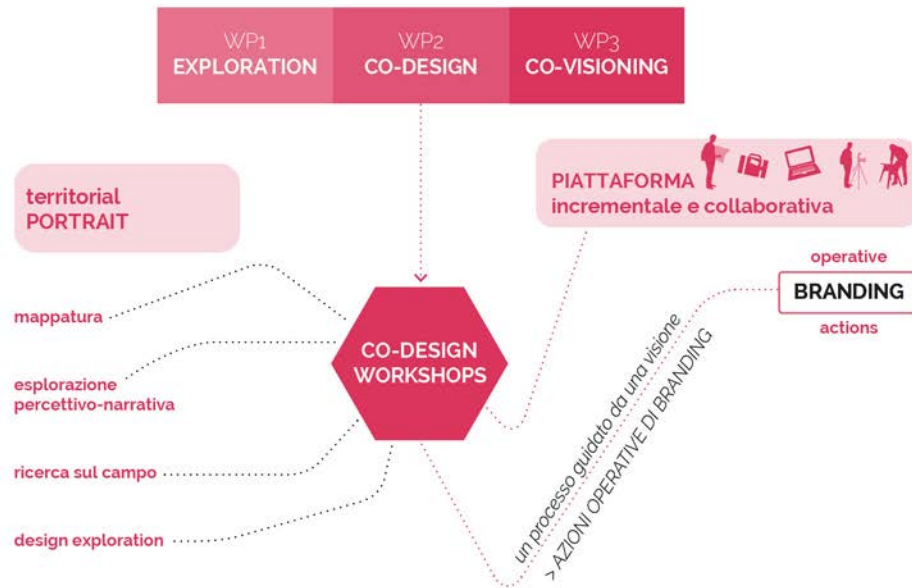 WP1
EXPLORATION
WP2
CO-DESIGN
WP3
CO-VISIONING
territorial
PORTRAIT
PIATTAFORMA
incrementale e collaborativa
operative
BRANDING
actions
mappatura
esplorazione
percettivo-narrativa
ricerca sul campo
design exploration
CO-DESIGN
WORKSHOPS
un processo guidato da una visione
> AZIONI OPERATIVE DI BRANDING